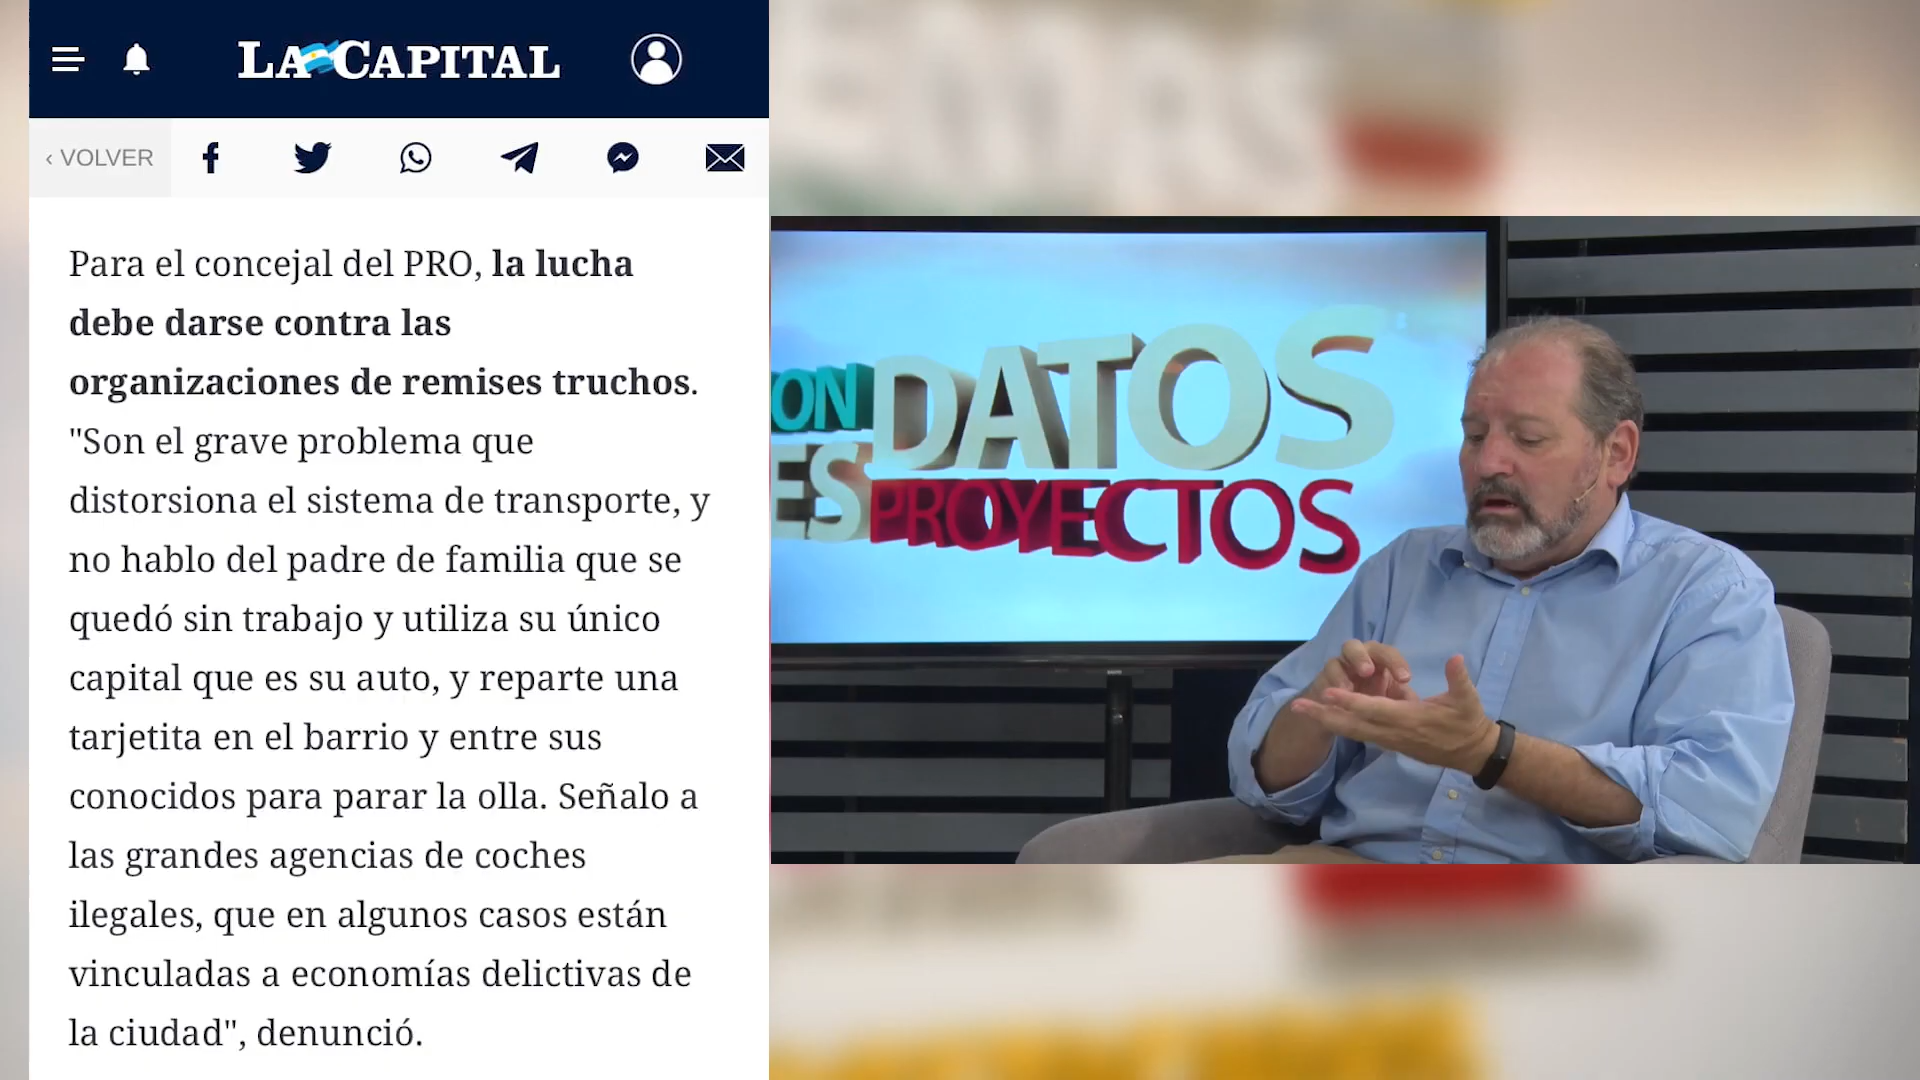 LA CAPITAL
‹ VOLVER
Para el concejal del PRO, la lucha
debe darse contra las
organizaciones de remises truchos.
"Son el grave problema que
distorsiona el sistema de transporte, y
no hablo del padre de familia que se
quedó sin trabajo y utiliza su único
capital que es su auto, y reparte una
tarjetita en el barrio y entre sus
conocidos para parar la olla. Señalo a
las grandes agencias de coches
ilegales, que en algunos casos están
vinculadas a economías delictivas de
la ciudad", denunció.
ON DATOS
ES PROYECTOS